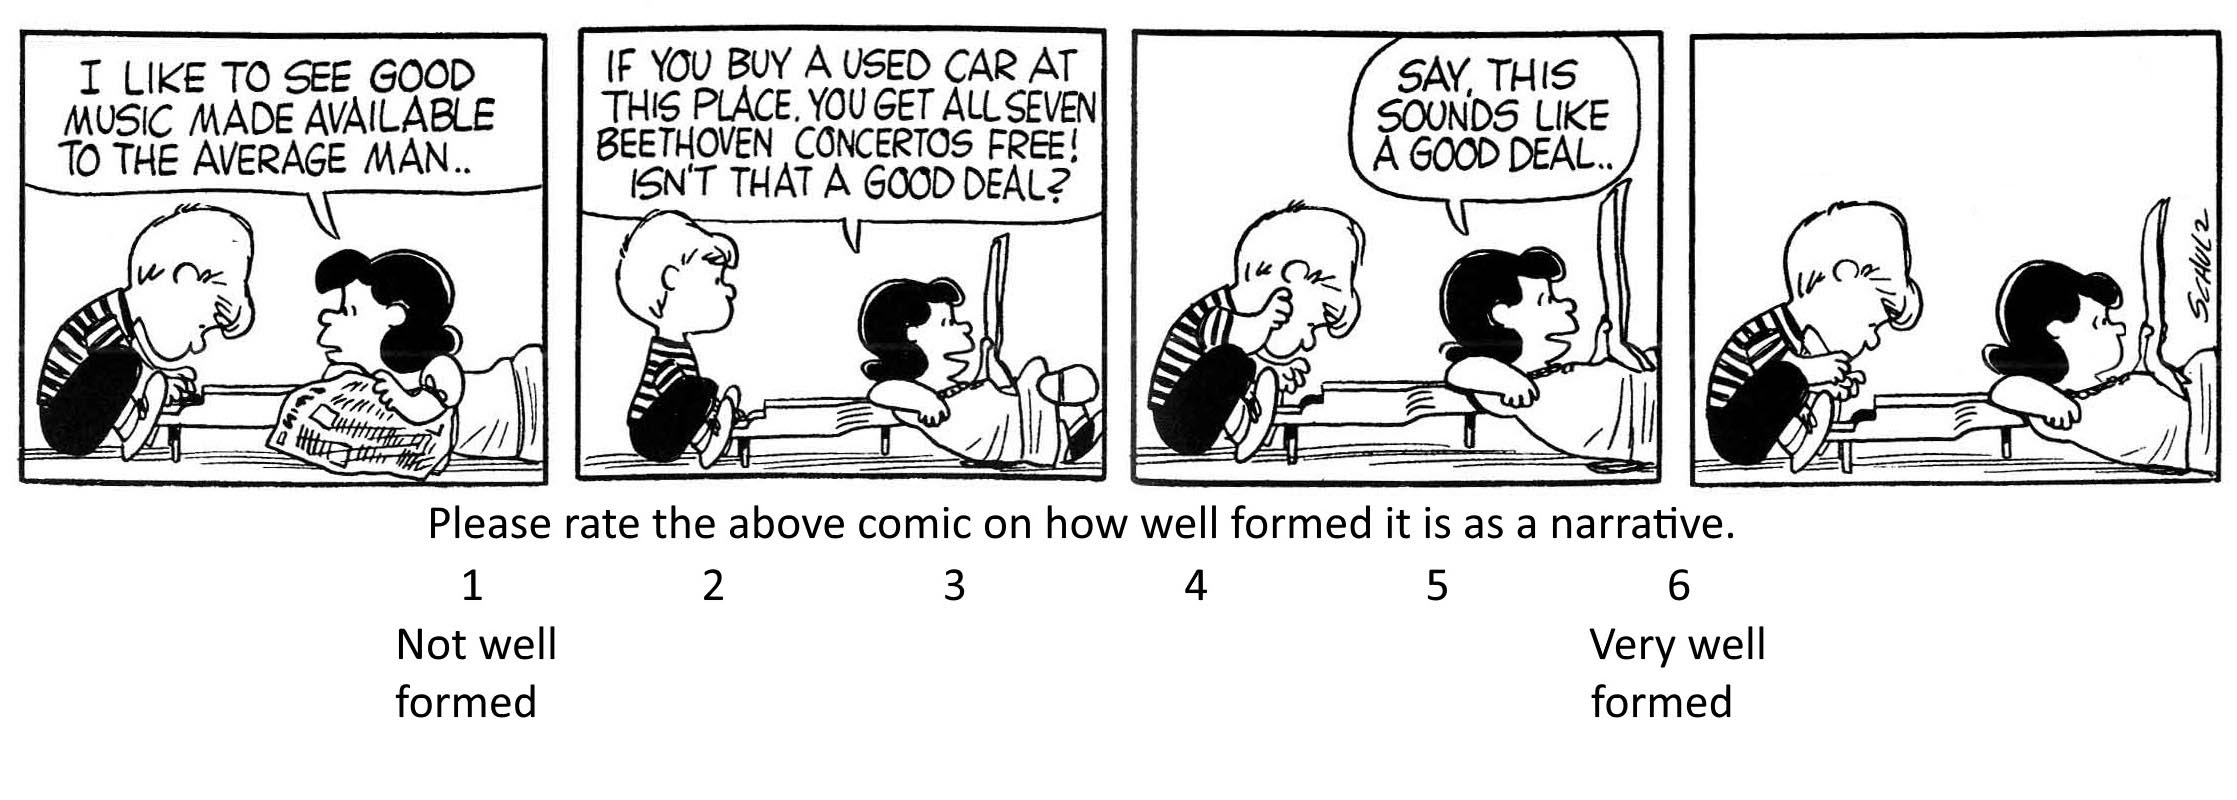 I LIKE TO SEE GOOD
MUSIC MADE AVAILABLE
TO THE AVERAGE MAN..
IF YOU BUY A USED CAR AT
THIS PLACE, YOU GET ALL SEVEN
BEETHOVEN CONCERTOS FREE!
ISN'T THAT A GOOD DEAL?
SAY, THIS
SOUNDS LIKE
A GOOD DEAL..
SCHULZ
Please rate the above comic on how well formed it is as a narrative.
1 2 3 4 5 6
Not well
formed
Very well
formed